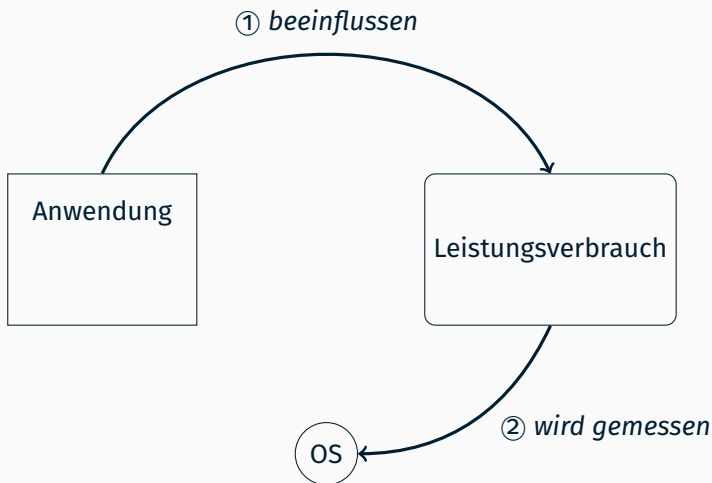 ① beeinflussen
Anwendung
Leistungsverbrauch
② wird gemessen
OS